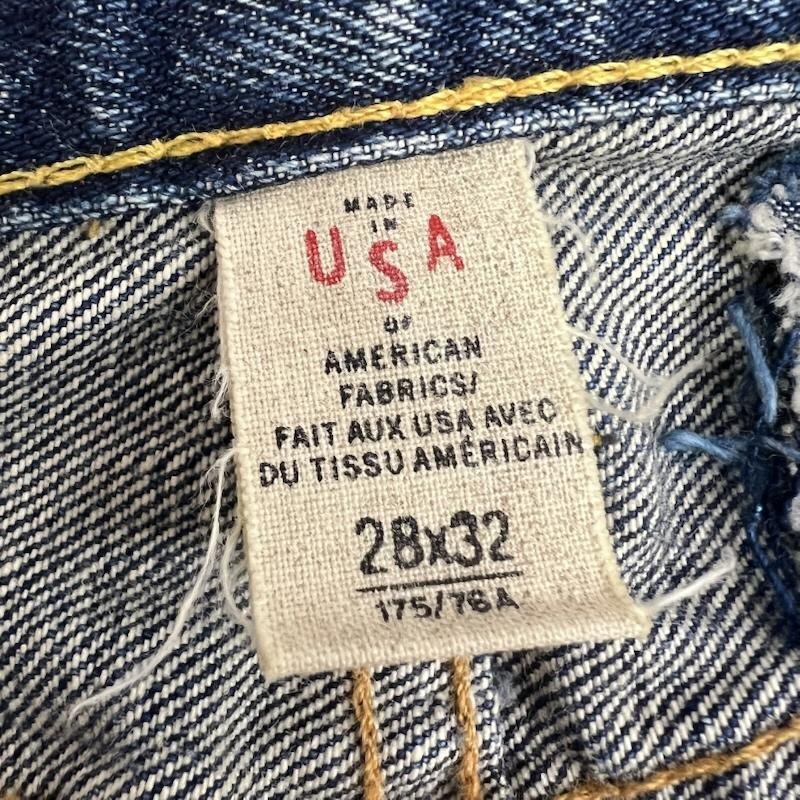 MADE
IN
USA
OF
AMERICAN
FABRICS/
FAIT AUX USA AVEC
DU TISSU AMÉRICAIN
28x32
175/76A